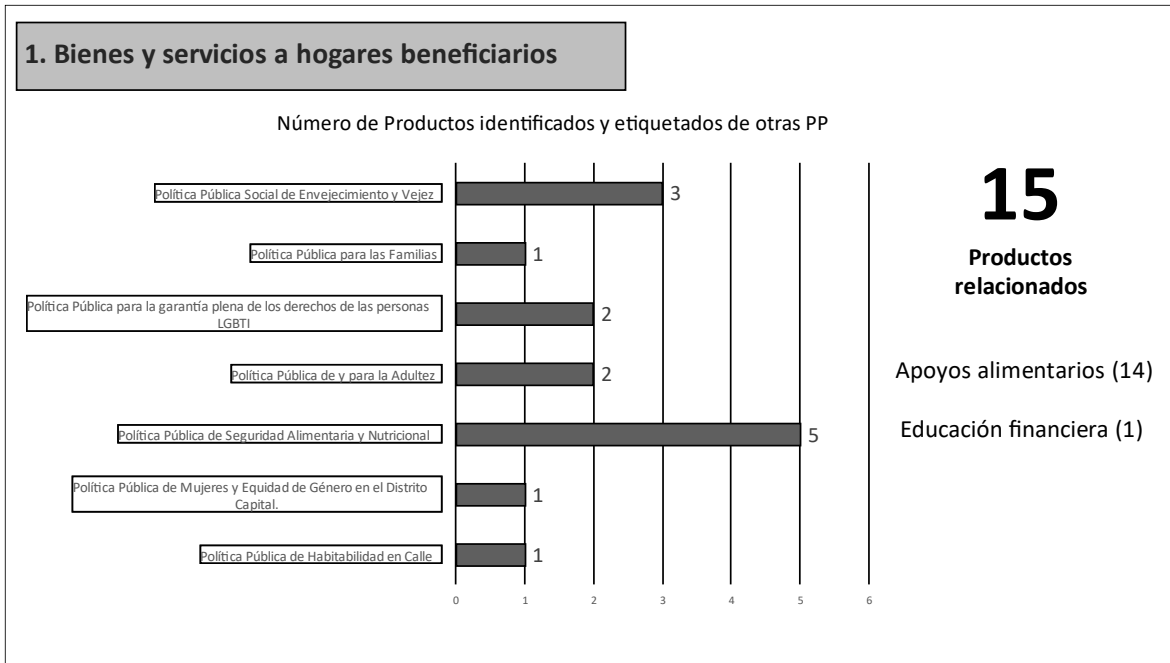 1. Bienes y servicios a hogares beneficiarios
Número de Productos identificados y etiquetados de otras PP
Política Pública Social de Envejecimiento y Vejez
3
Política Pública para las Familias
1
Política Pública para la garantía plena de los derechos de las personas
LGBTI
2
Política Pública de y para la Adultez
2
Política Pública de Seguridad Alimentaria y Nutricional
5
Política Pública de Mujeres y Equidad de Género en el Distrito
Capital.
1
Política Pública de Habitabilidad en Calle
1
0 1 2 3 4 5 6
15
Productos
relacionados
Apoyos alimentarios (14)
Educación financiera (1)